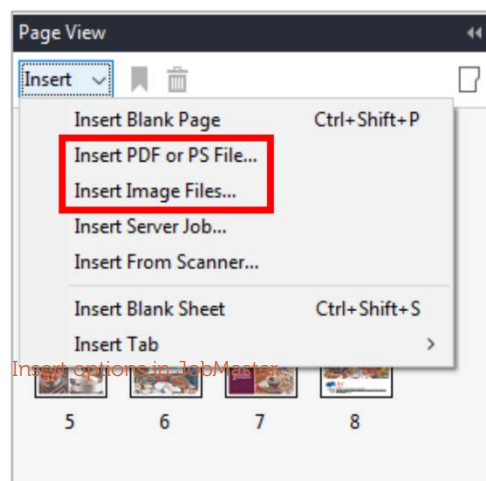 Page View
Insert
Insert Blank Page Ctrl+Shift+P
Insert PDF or PS File...
Insert Image Files...
Insert Server Job...
Insert From Scanner...
Insert Blank Sheet Ctrl+Shift+S
Insert Tab
Insert options in JobMaster.
5 6 7 8